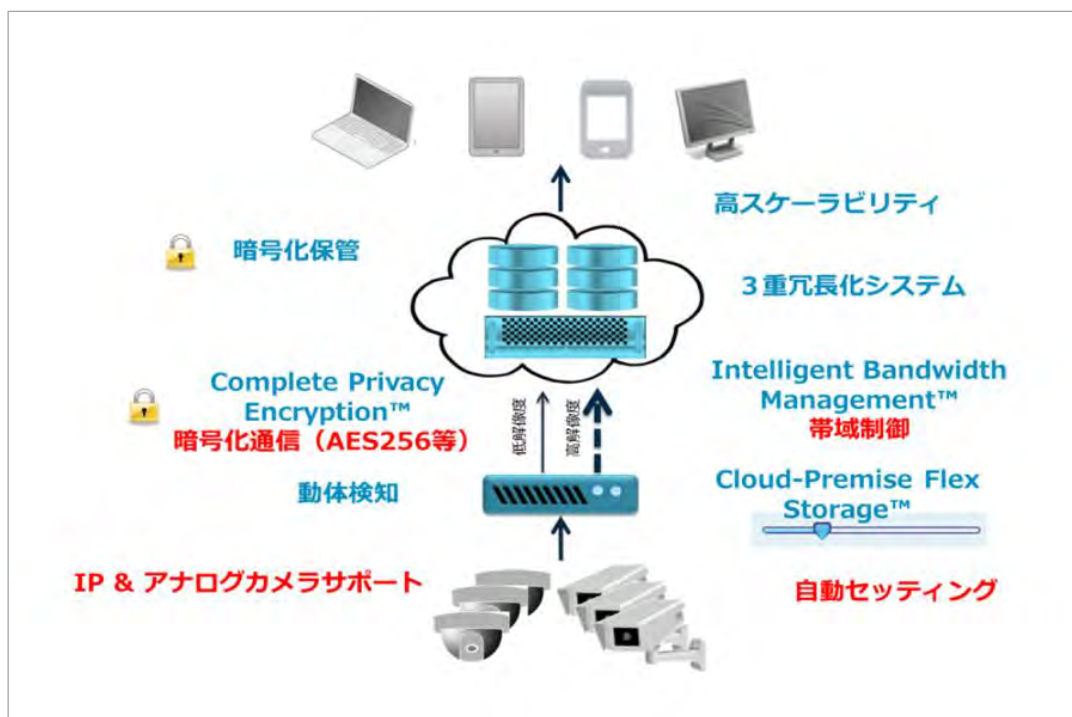 高スケーラビリティ
暗号化保管
３重冗長化システム
Complete Privacy
Encryption™
暗号化通信（AES256等）
低解像度
高解像度
Intelligent Bandwidth
Management™
帯域制御
動体検知
Cloud-Premise Flex
Storage™
IP & アナログカメラサポート
自動セッティング